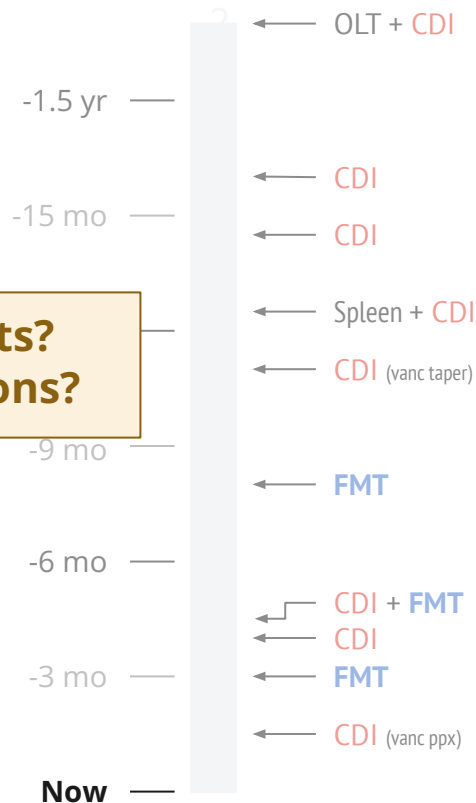 OLT + CDI
-1.5 yr
CDI
-15 mo
CDI
Spleen + CDI
ts?
ons?
CDI (vanc taper)
-9 mo
FMT
-6 mo
CDI + FMT
CDI
-3 mo
FMT
CDI (vanc ppx)
Now